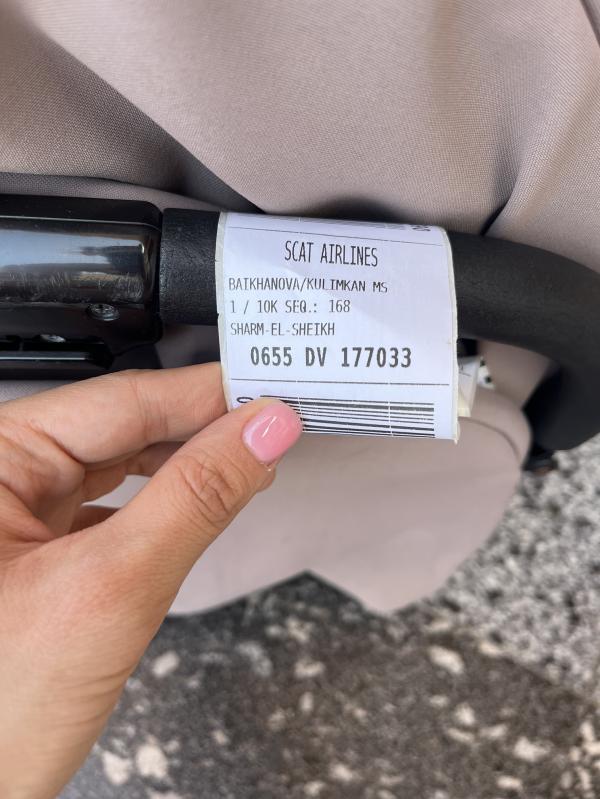 SCAT AIRLINES
BAIKHANOVA/KULIMKAN MS
1 / 10K SEQ.: 168
SHARM-EL-SHEIKH
0655 DV 177033